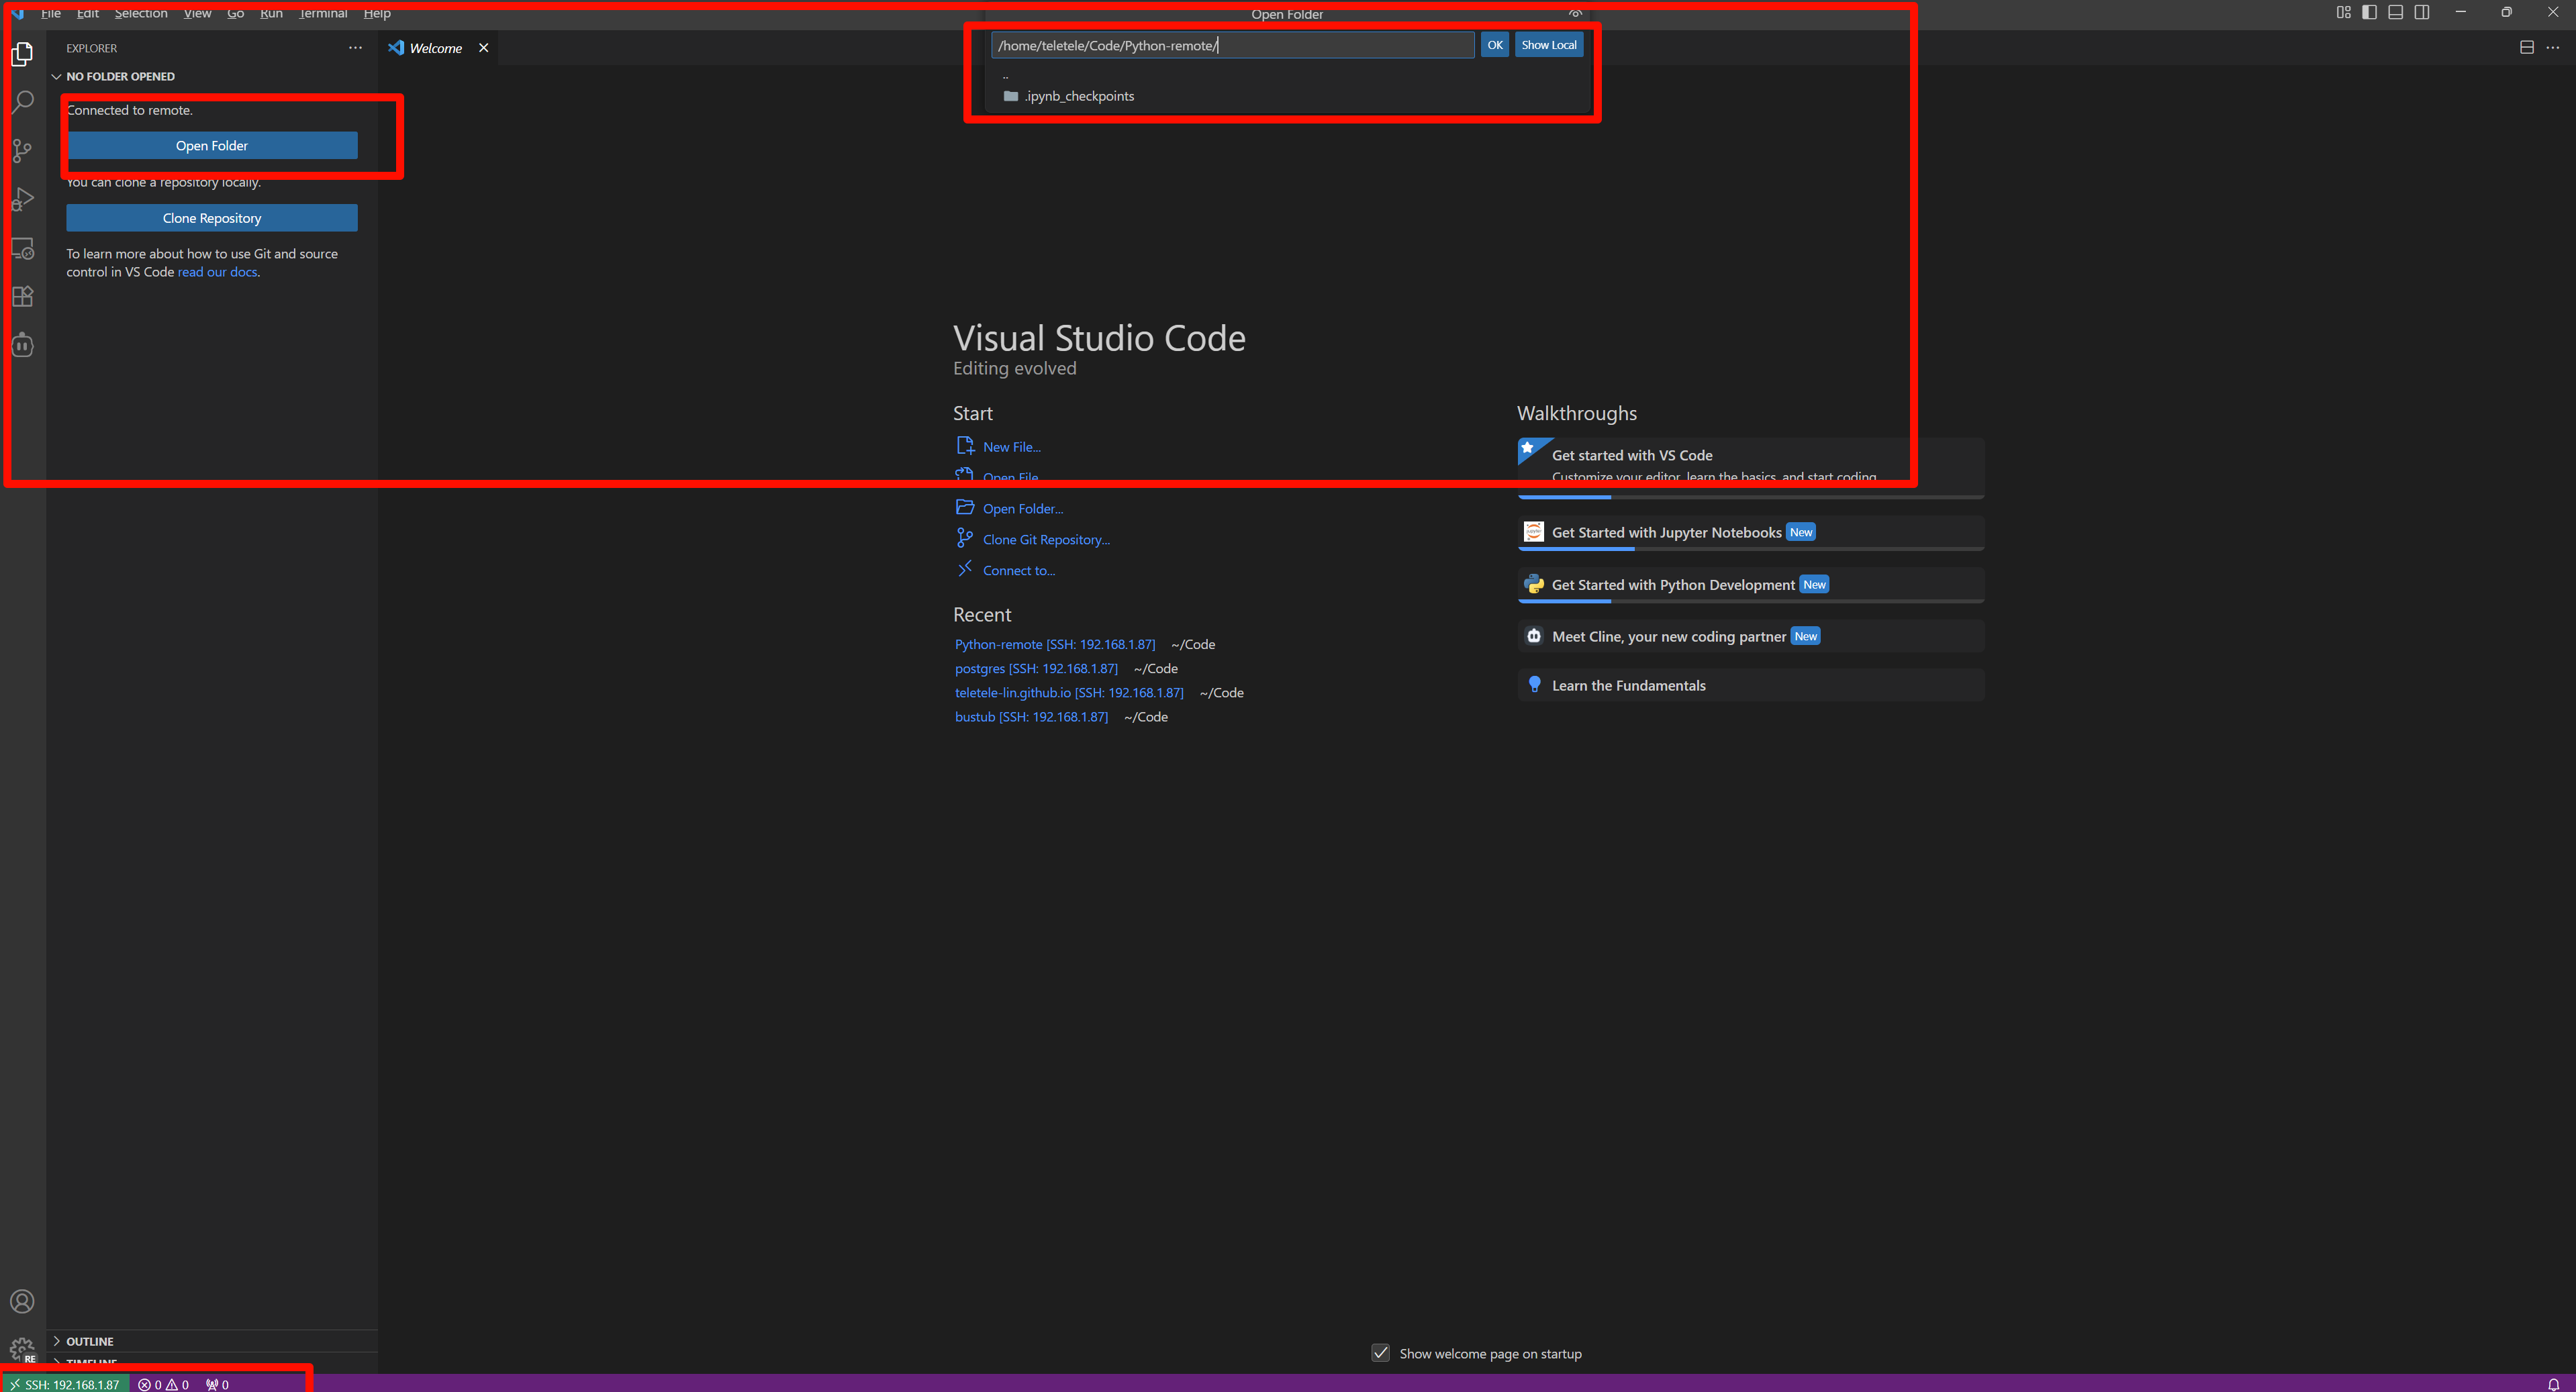 File Edit Selection View Go Run Terminal Help
Open Folder
EXPLORER
Welcome
/home/teletele/Code/Python-remote/
OK
Show Local
..
.ipynb_checkpoints
NO FOLDER OPENED
Connected to remote.
Open Folder
You can clone a repository locally.
Clone Repository
To learn more about how to use Git and source
control in VS Code read our docs.
Visual Studio Code
Editing evolved
Start
New File...
Open File...
Open Folder...
Clone Git Repository...
Connect to...
Recent
Python-remote [SSH: 192.168.1.87] ~/Code
postgres [SSH: 192.168.1.87] ~/Code
teletele-lin.github.io [SSH: 192.168.1.87] ~/Code
bustub [SSH: 192.168.1.87] ~/Code
Walkthroughs
Get started with VS Code
Customize your editor, learn the basics, and start coding
Get Started with Jupyter Notebooks New
Get Started with Python Development New
Meet Cline, your new coding partner New
Learn the Fundamentals
OUTLINE
TIMELINE
RE
Show welcome page on startup
SSH: 192.168.1.87 0 0 0